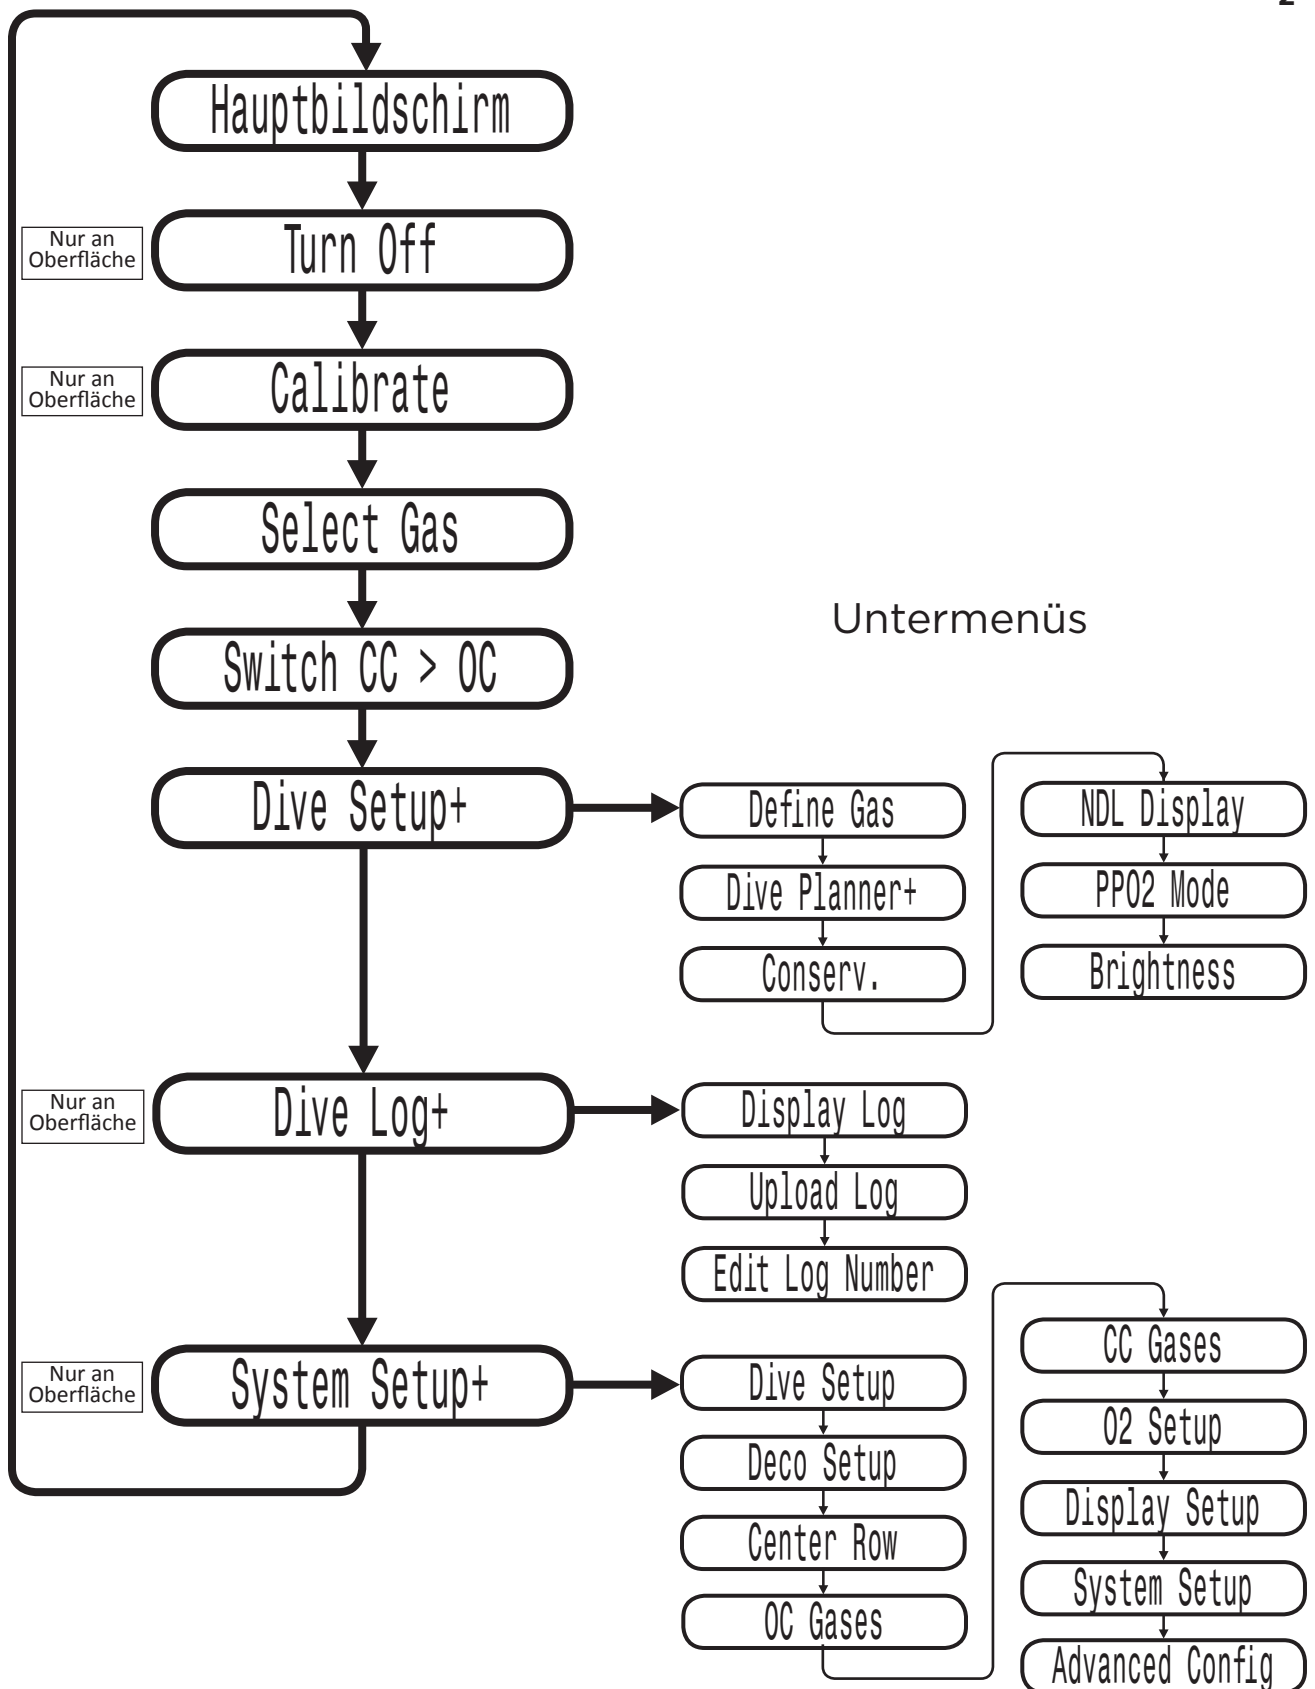 2
Hauptbildschirm
Nur an
Oberfläche
Turn Off
Nur an
Oberfläche
Calibrate
Select Gas
Untermenüs
Switch CC > OC
Dive Setup+
Define Gas
Dive Planner+
Conserv.
NDL Display
PPO2 Mode
Brightness
Nur an
Oberfläche
Dive Log+
Display Log
Upload Log
Edit Log Number
Nur an
Oberfläche
System Setup+
Dive Setup
Deco Setup
Center Row
OC Gases
CC Gases
O2 Setup
Display Setup
System Setup
Advanced Config